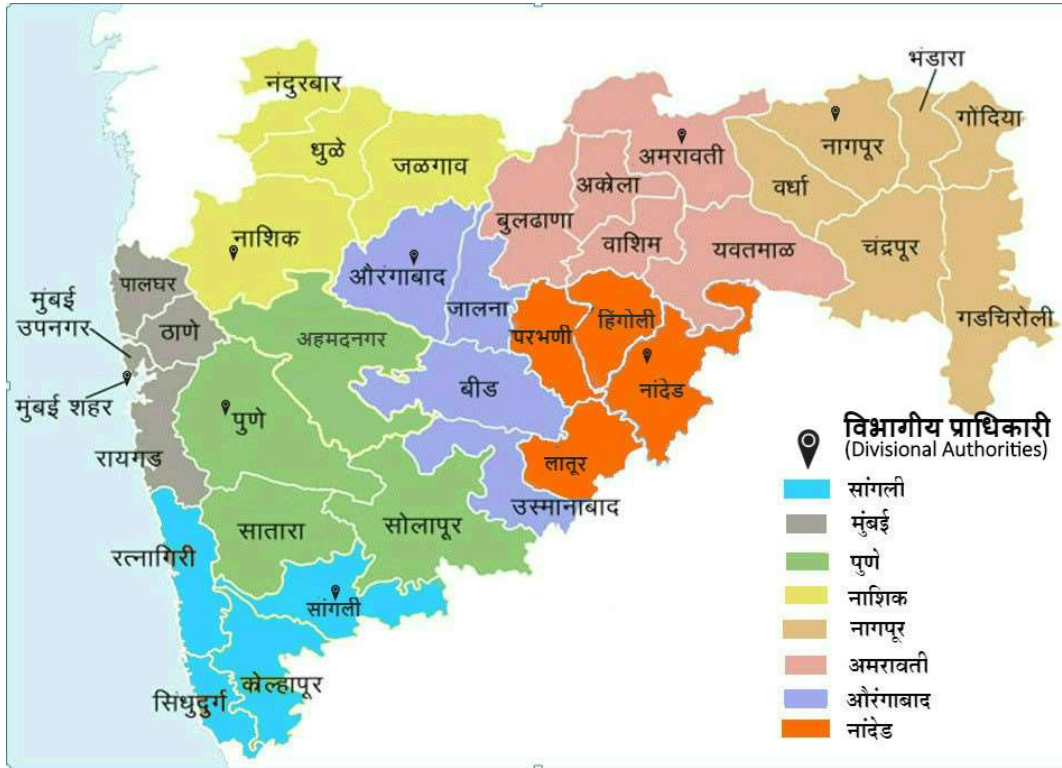 नंदुरबार
धुळे
जळगाव
नाशिक
भंडारा
गोंदिया
नागपूर
वर्धा
अमरावती
अकोला
बुलढाणा
वाशिम
यवतमाळ
चंद्रपूर
गडचिरोली
औरंगाबाद
जालना
परभणी
हिंगोली
नांदेड
पालघर
मुंबई
उपनगर
ठाणे
मुंबई शहर
रायगड
अहमदनगर
पुणे
बीड
लातूर
उस्मानाबाद
सोलापूर
सातारा
रत्नागिरी
सांगली
कोल्हापूर
सिंधुदुर्ग
विभागीय प्राधिकारी
(Divisional Authorities)
सांगली
मुंबई
पुणे
नाशिक
नागपूर
अमरावती
औरंगाबाद
नांदेड